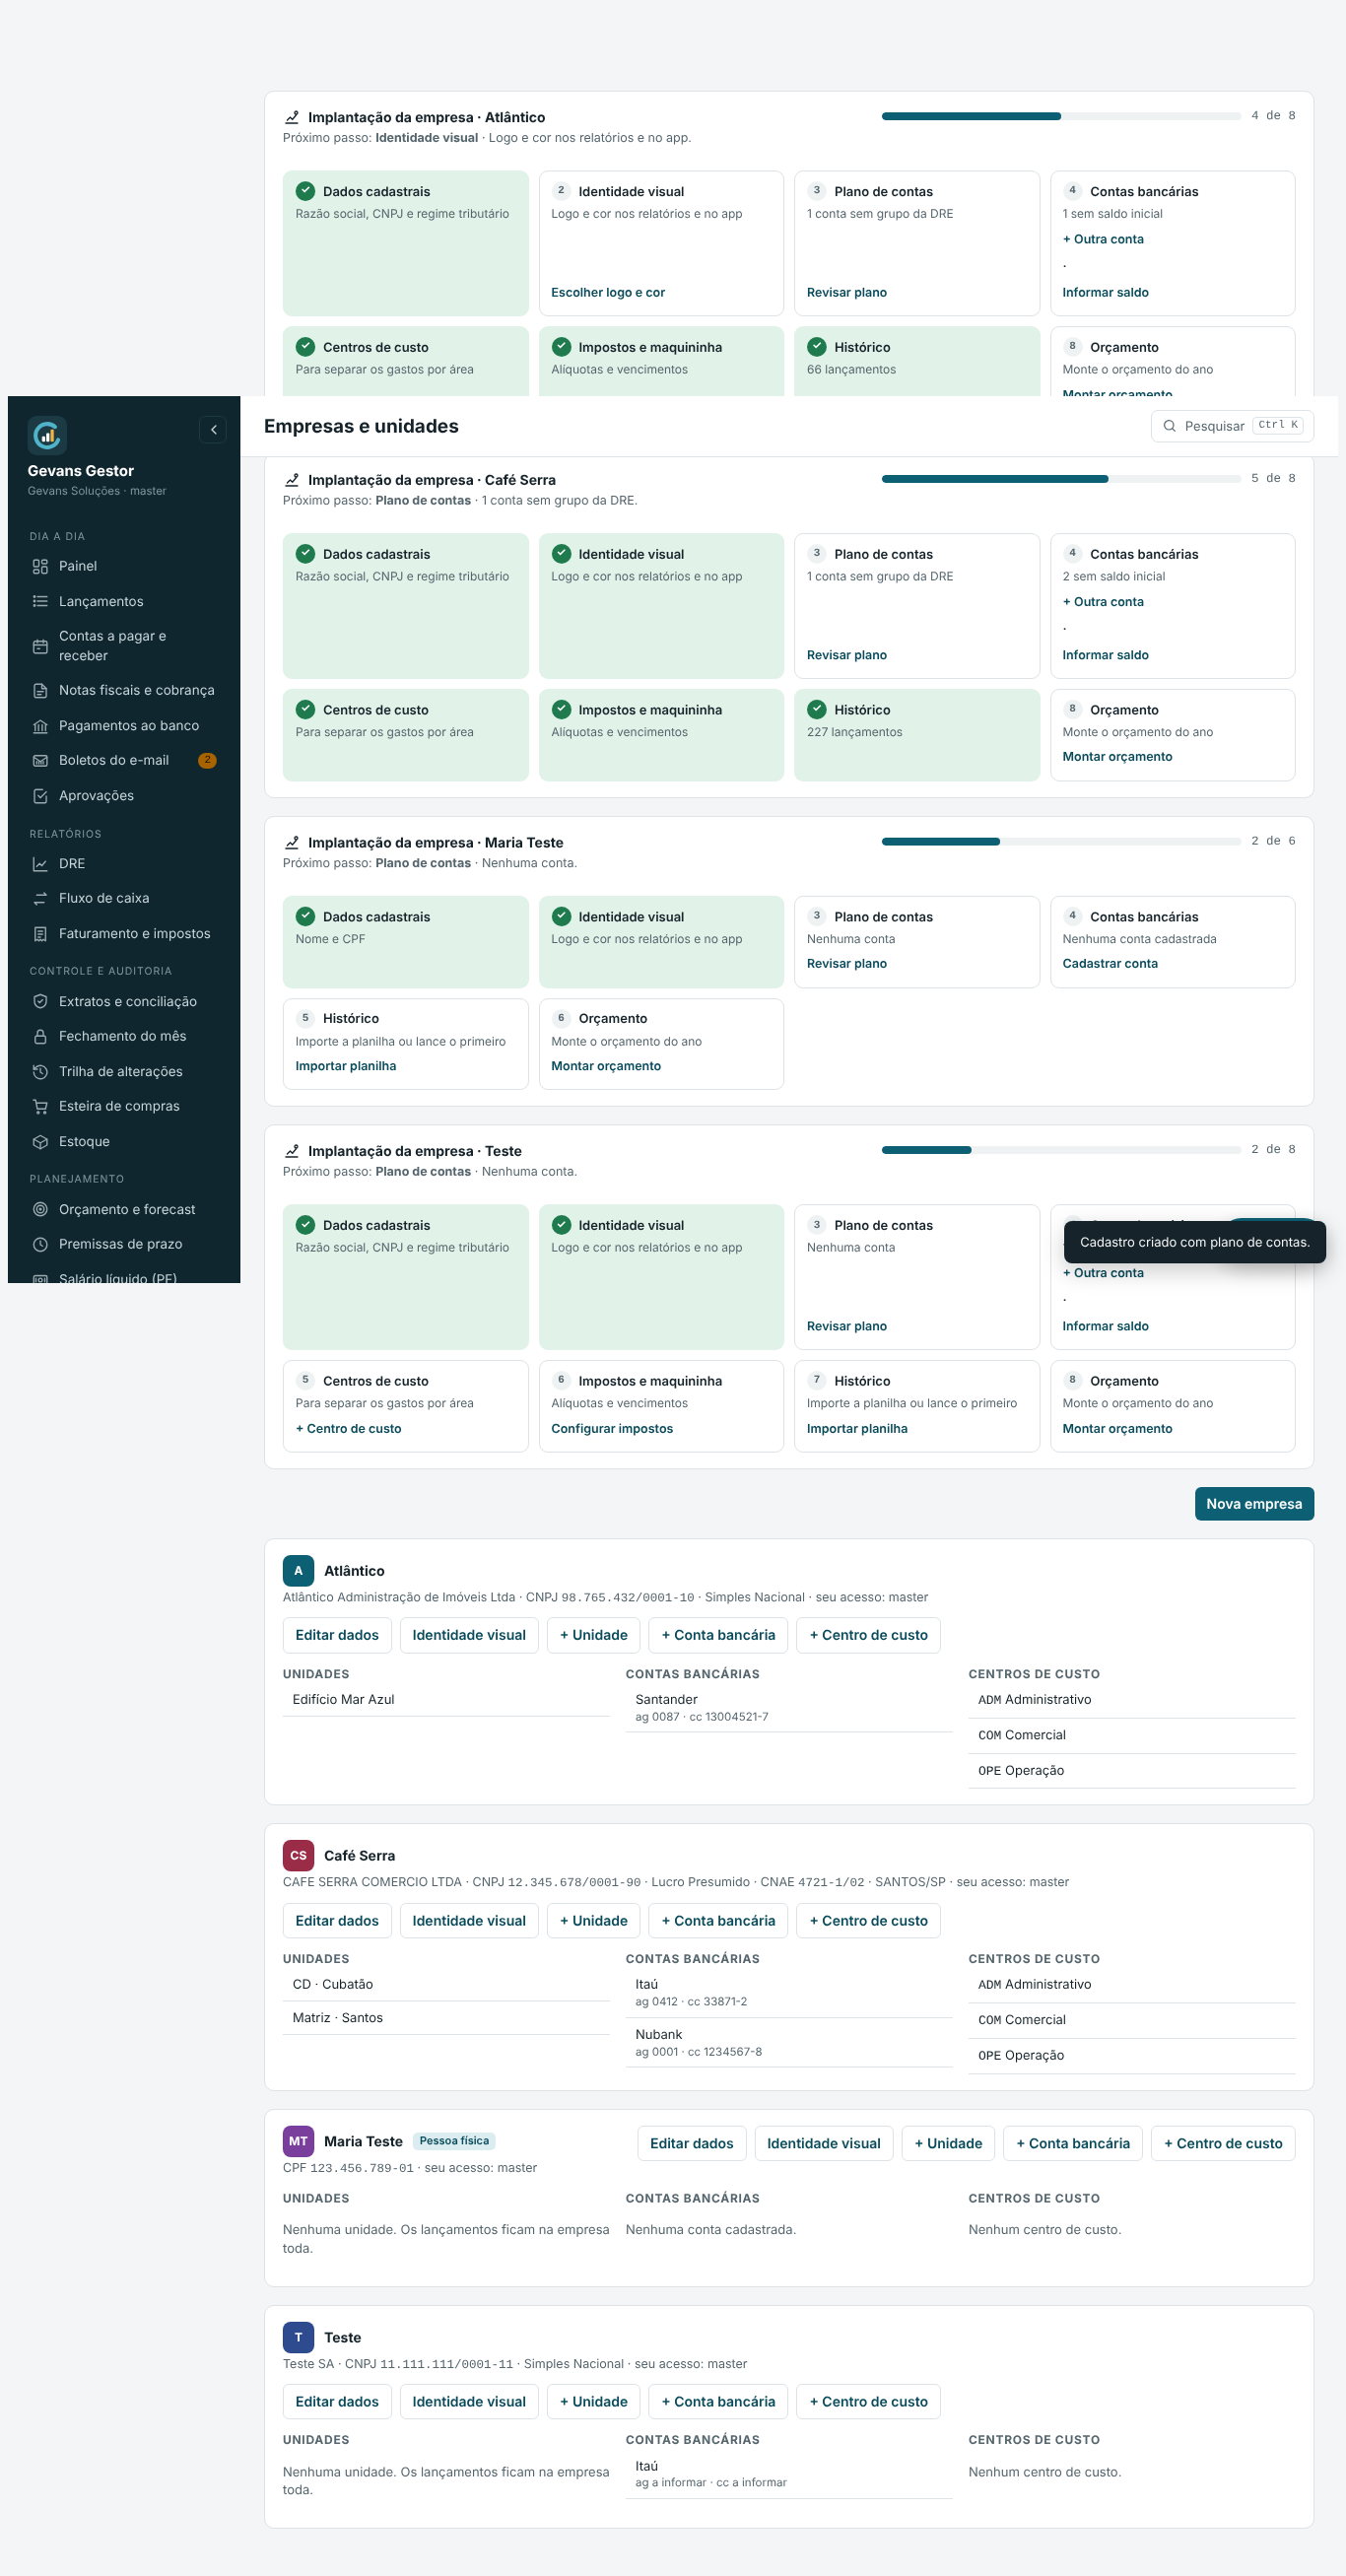 Implantação da empresa · Atlântico
4 de 8
Próximo passo: Identidade visual · Logo e cor nos relatórios e no app.
Dados cadastrais
Razão social, CNPJ e regime tributário
2 Identidade visual
Logo e cor nos relatórios e no app
Escolher logo e cor
3 Plano de contas
1 conta sem grupo da DRE
Revisar plano
4 Contas bancárias
1 sem saldo inicial
+ Outra conta
·
Informar saldo
Centros de custo
Para separar os gastos por área
Impostos e maquininha
Alíquotas e vencimentos
Histórico
66 lançamentos
8 Orçamento
Monte o orçamento do ano
Montar orçamento
Gevans Gestor
Gevans Soluções · master
DIA A DIA
Painel
Lançamentos
Contas a pagar e
receber
Notas fiscais e cobrança
Pagamentos ao banco
Boletos do e-mail 2
Aprovações
RELATÓRIOS
DRE
Fluxo de caixa
Faturamento e impostos
CONTROLE E AUDITORIA
Extratos e conciliação
Fechamento do mês
Trilha de alterações
Esteira de compras
Estoque
PLANEJAMENTO
Orçamento e forecast
Premissas de prazo
Salário líquido (PF)
Empresas e unidades
Pesquisar Ctrl K
Implantação da empresa · Café Serra
5 de 8
Próximo passo: Plano de contas · 1 conta sem grupo da DRE.
Dados cadastrais
Razão social, CNPJ e regime tributário
Identidade visual
Logo e cor nos relatórios e no app
3 Plano de contas
1 conta sem grupo da DRE
Revisar plano
4 Contas bancárias
2 sem saldo inicial
+ Outra conta
·
Informar saldo
Centros de custo
Para separar os gastos por área
Impostos e maquininha
Alíquotas e vencimentos
Histórico
227 lançamentos
8 Orçamento
Monte o orçamento do ano
Montar orçamento
Implantação da empresa · Maria Teste
2 de 6
Próximo passo: Plano de contas · Nenhuma conta.
Dados cadastrais
Nome e CPF
Identidade visual
Logo e cor nos relatórios e no app
3 Plano de contas
Nenhuma conta
Revisar plano
4 Contas bancárias
Nenhuma conta cadastrada
Cadastrar conta
5 Histórico
Importe a planilha ou lance o primeiro
Importar planilha
6 Orçamento
Monte o orçamento do ano
Montar orçamento
Implantação da empresa · Teste
2 de 8
Próximo passo: Plano de contas · Nenhuma conta.
Dados cadastrais
Razão social, CNPJ e regime tributário
Identidade visual
Logo e cor nos relatórios e no app
3 Plano de contas
Nenhuma conta
Revisar plano
Cadastro criado com plano de contas.
+ Outra conta
·
Informar saldo
5 Centros de custo
Para separar os gastos por área
+ Centro de custo
6 Impostos e maquininha
Alíquotas e vencimentos
Configurar impostos
7 Histórico
Importe a planilha ou lance o primeiro
Importar planilha
8 Orçamento
Monte o orçamento do ano
Montar orçamento
Nova empresa
A Atlântico
Atlântico Administração de Imóveis Ltda · CNPJ 98.765.432/0001-10 · Simples Nacional · seu acesso: master
Editar dados Identidade visual + Unidade + Conta bancária + Centro de custo
UNIDADES
Edifício Mar Azul
CONTAS BANCÁRIAS
Santander
ag 0087 · cc 13004521-7
CENTROS DE CUSTO
ADM Administrativo
COM Comercial
OPE Operação
CS Café Serra
CAFE SERRA COMERCIO LTDA · CNPJ 12.345.678/0001-90 · Lucro Presumido · CNAE 4721-1/02 · SANTOS/SP · seu acesso: master
Editar dados Identidade visual + Unidade + Conta bancária + Centro de custo
UNIDADES
CD · Cubatão
Matriz · Santos
CONTAS BANCÁRIAS
Itaú
ag 0412 · cc 33871-2
Nubank
ag 0001 · cc 1234567-8
CENTROS DE CUSTO
ADM Administrativo
COM Comercial
OPE Operação
MT Maria Teste Pessoa física
CPF 123.456.789-01 · seu acesso: master
Editar dados Identidade visual + Unidade + Conta bancária + Centro de custo
UNIDADES
Nenhuma unidade. Os lançamentos ficam na empresa
toda.
CONTAS BANCÁRIAS
Nenhuma conta cadastrada.
CENTROS DE CUSTO
Nenhum centro de custo.
T Teste
Teste SA · CNPJ 11.111.111/0001-11 · Simples Nacional · seu acesso: master
Editar dados Identidade visual + Unidade + Conta bancária + Centro de custo
UNIDADES
Nenhuma unidade. Os lançamentos ficam na empresa
toda.
CONTAS BANCÁRIAS
Itaú
ag a informar · cc a informar
CENTROS DE CUSTO
Nenhum centro de custo.